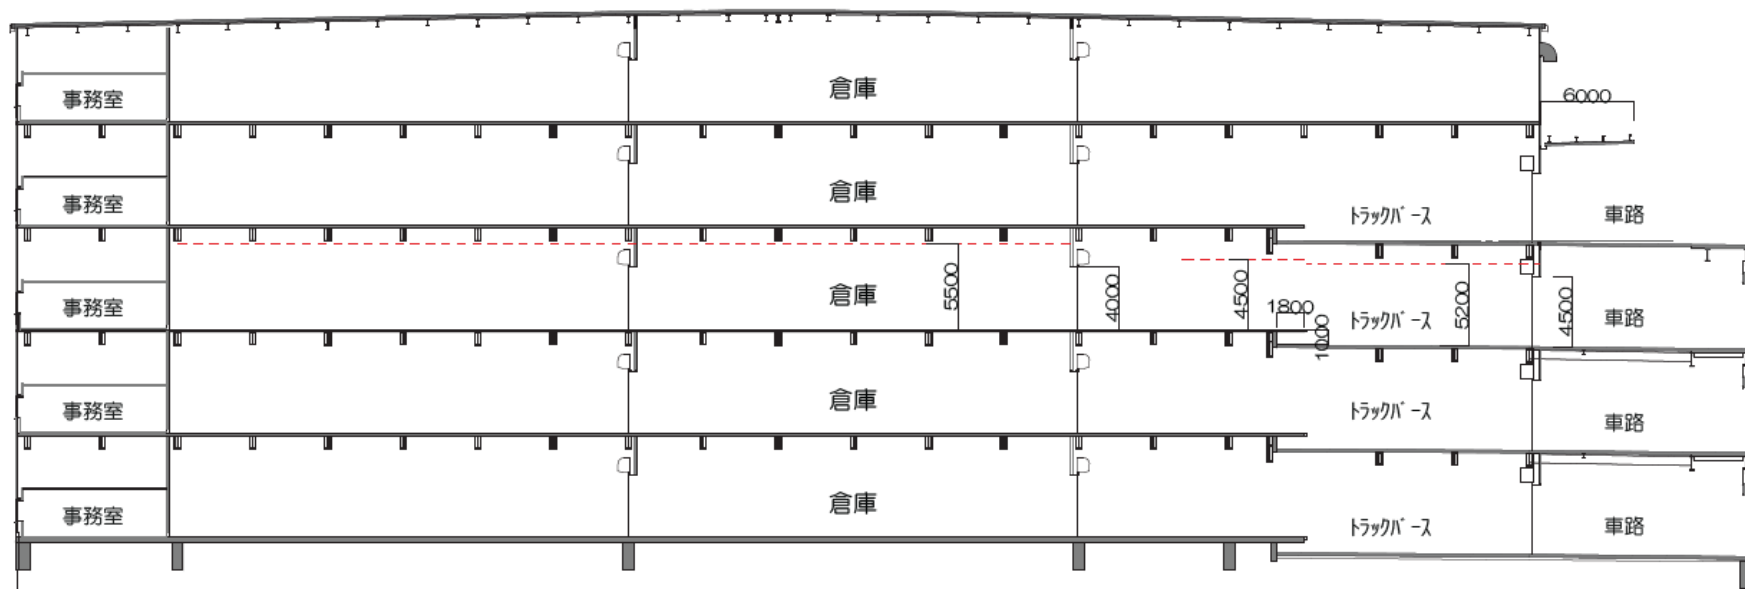 事務室
倉庫
6000
事務室
倉庫
トラックバース
車路
事務室
倉庫
5500
4000
4500
1800
1000
トラックバース
5200
4500
車路
事務室
倉庫
トラックバース
車路
事務室
倉庫
トラックバース
車路